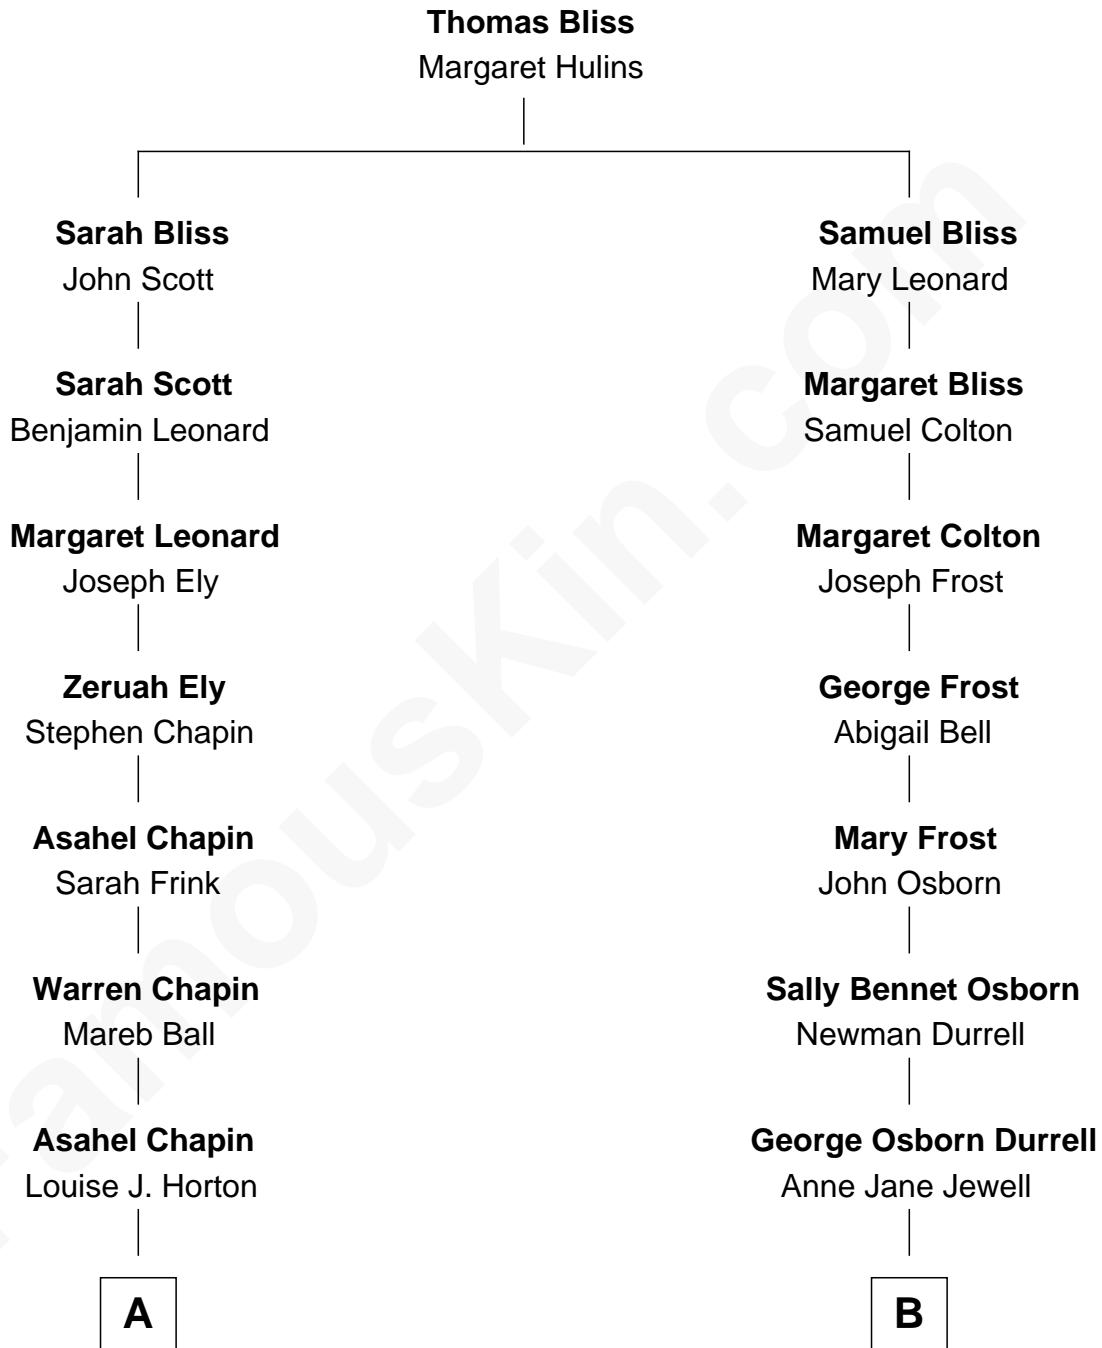 Thomas Bliss
Margaret Hulins
Sarah Bliss
John Scott
Samuel Bliss
Mary Leonard
Sarah Scott
Benjamin Leonard
Margaret Bliss
Samuel Colton
Margaret Leonard
Joseph Ely
Margaret Colton
Joseph Frost
Zeruah Ely
Stephen Chapin
George Frost
Abigail Bell
Asahel Chapin
Sarah Frink
Mary Frost
John Osborn
Warren Chapin
Mareb Ball
Sally Bennet Osborn
Newman Durrell
Asahel Chapin
Louise J. Horton
George Osborn Durrell
Anne Jane Jewell
A
B
FamousKin.com